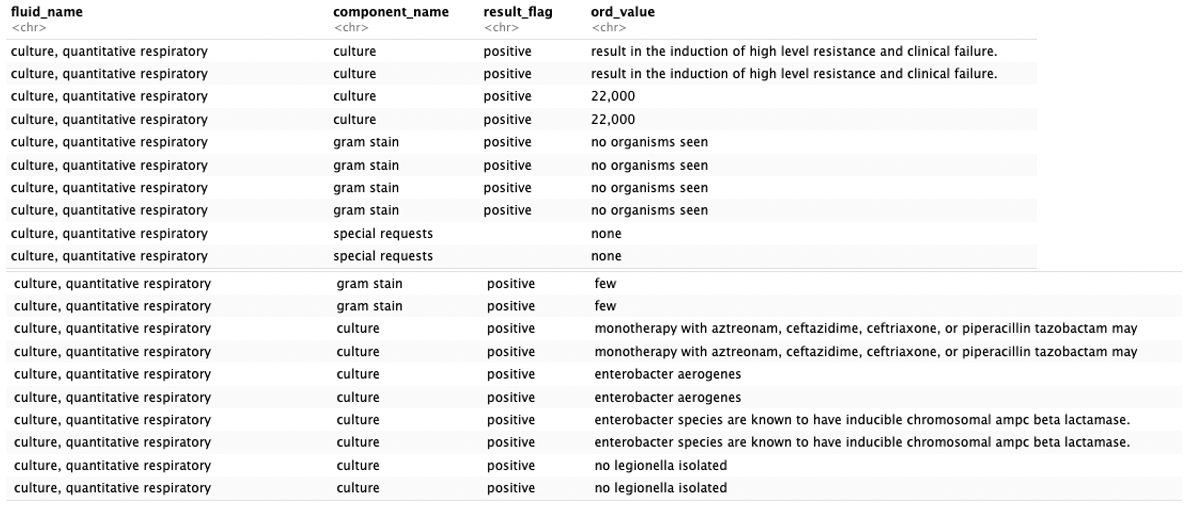 fluid_name component_name result_flag ord_value
<chr> <chr> <chr> <chr>
culture, quantitative respiratory culture positive result in the induction of high level resistance and clinical failure.
culture, quantitative respiratory culture positive result in the induction of high level resistance and clinical failure.
culture, quantitative respiratory culture positive 22,000
culture, quantitative respiratory culture positive 22,000
culture, quantitative respiratory gram stain positive no organisms seen
culture, quantitative respiratory gram stain positive no organisms seen
culture, quantitative respiratory gram stain positive no organisms seen
culture, quantitative respiratory gram stain positive no organisms seen
culture, quantitative respiratory special requests none
culture, quantitative respiratory special requests none
culture, quantitative respiratory gram stain positive few
culture, quantitative respiratory gram stain positive few
culture, quantitative respiratory culture positive monotherapy with aztreonam, ceftazidime, ceftriaxone, or piperacillin tazobactam may
culture, quantitative respiratory culture positive monotherapy with aztreonam, ceftazidime, ceftriaxone, or piperacillin tazobactam may
culture, quantitative respiratory culture positive enterobacter aerogenes
culture, quantitative respiratory culture positive enterobacter aerogenes
culture, quantitative respiratory culture positive enterobacter species are known to have inducible chromosomal ampc beta lactamase.
culture, quantitative respiratory culture positive enterobacter species are known to have inducible chromosomal ampc beta lactamase.
culture, quantitative respiratory culture positive no legionella isolated
culture, quantitative respiratory culture positive no legionella isolated